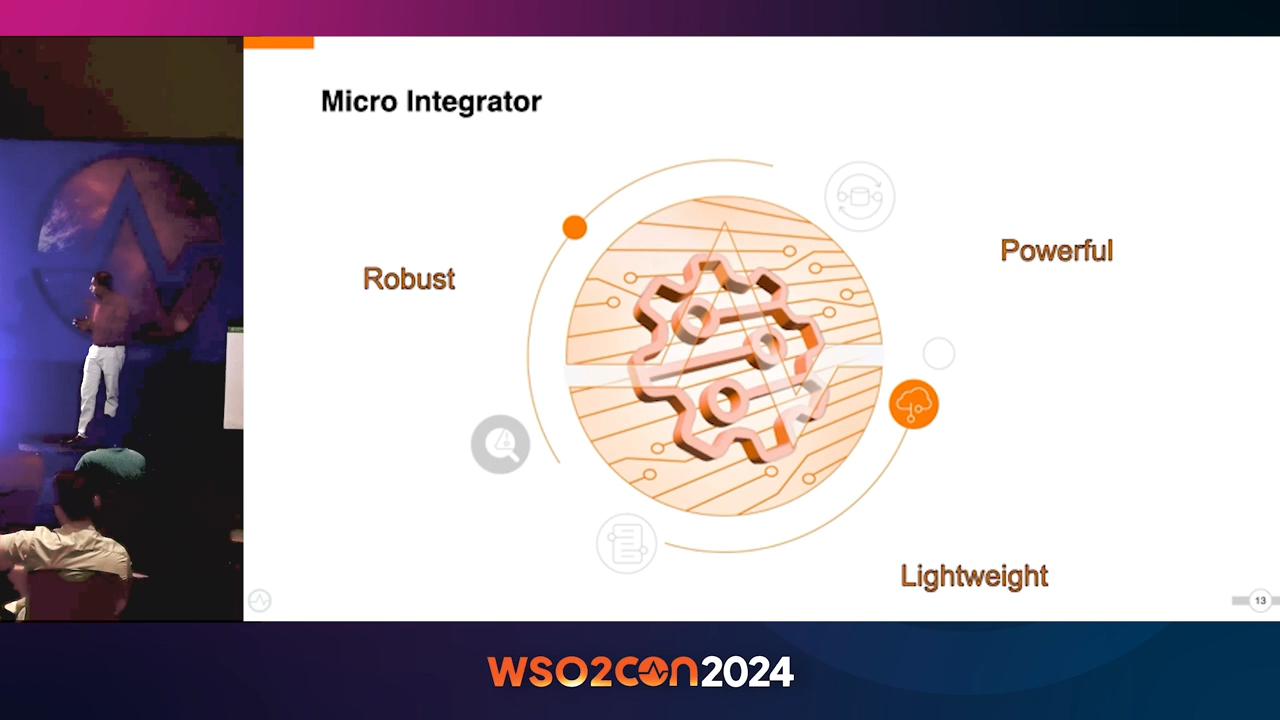 Micro Integrator
Robust
Powerful
Lightweight
13
WSO2CON2024